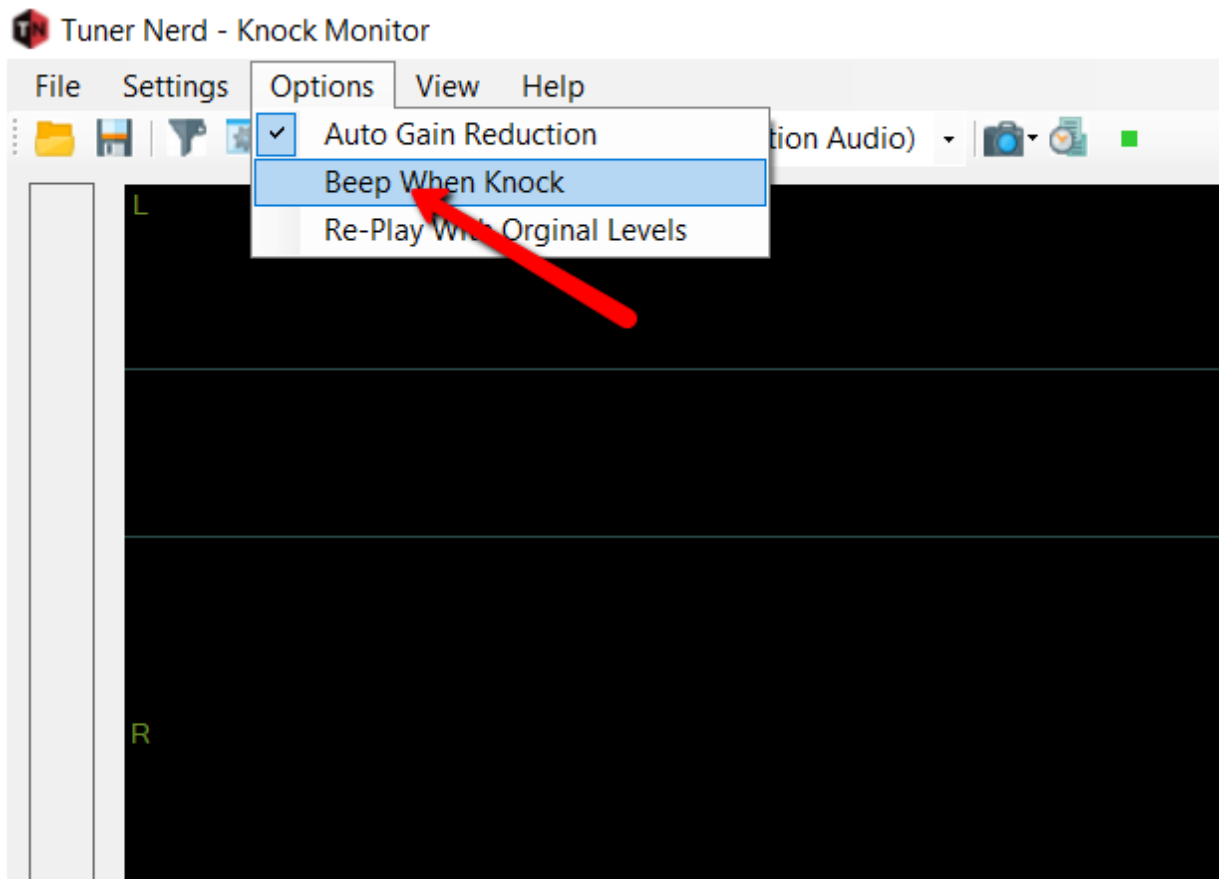 TN Tuner Nerd - Knock Monitor
File Settings Options View Help
Auto Gain Reduction
tion Audio)
Beep When Knock
Re-Play With Orginal Levels
L
R